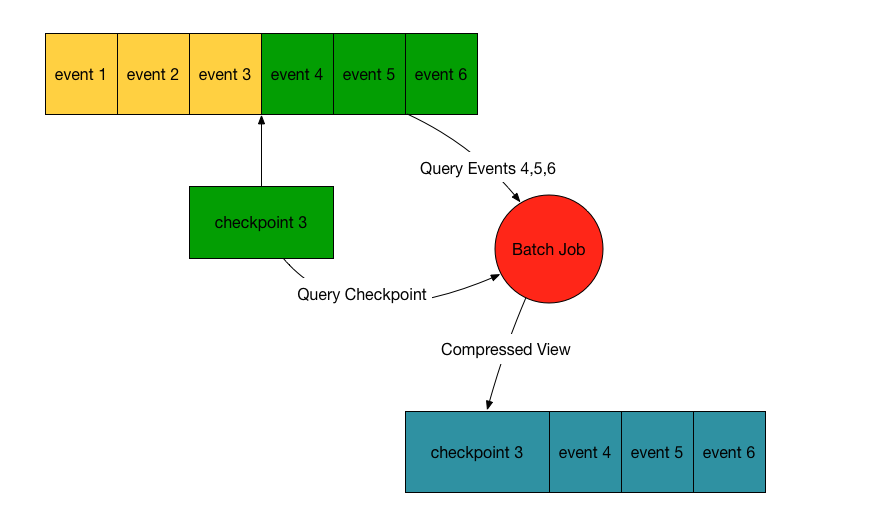 event 1 event 2 event 3 event 4 event 5 event 6
Query Events 4,5,6
checkpoint 3
Batch Job
Query Checkpoint
Compressed View
checkpoint 3 event 4 event 5 event 6